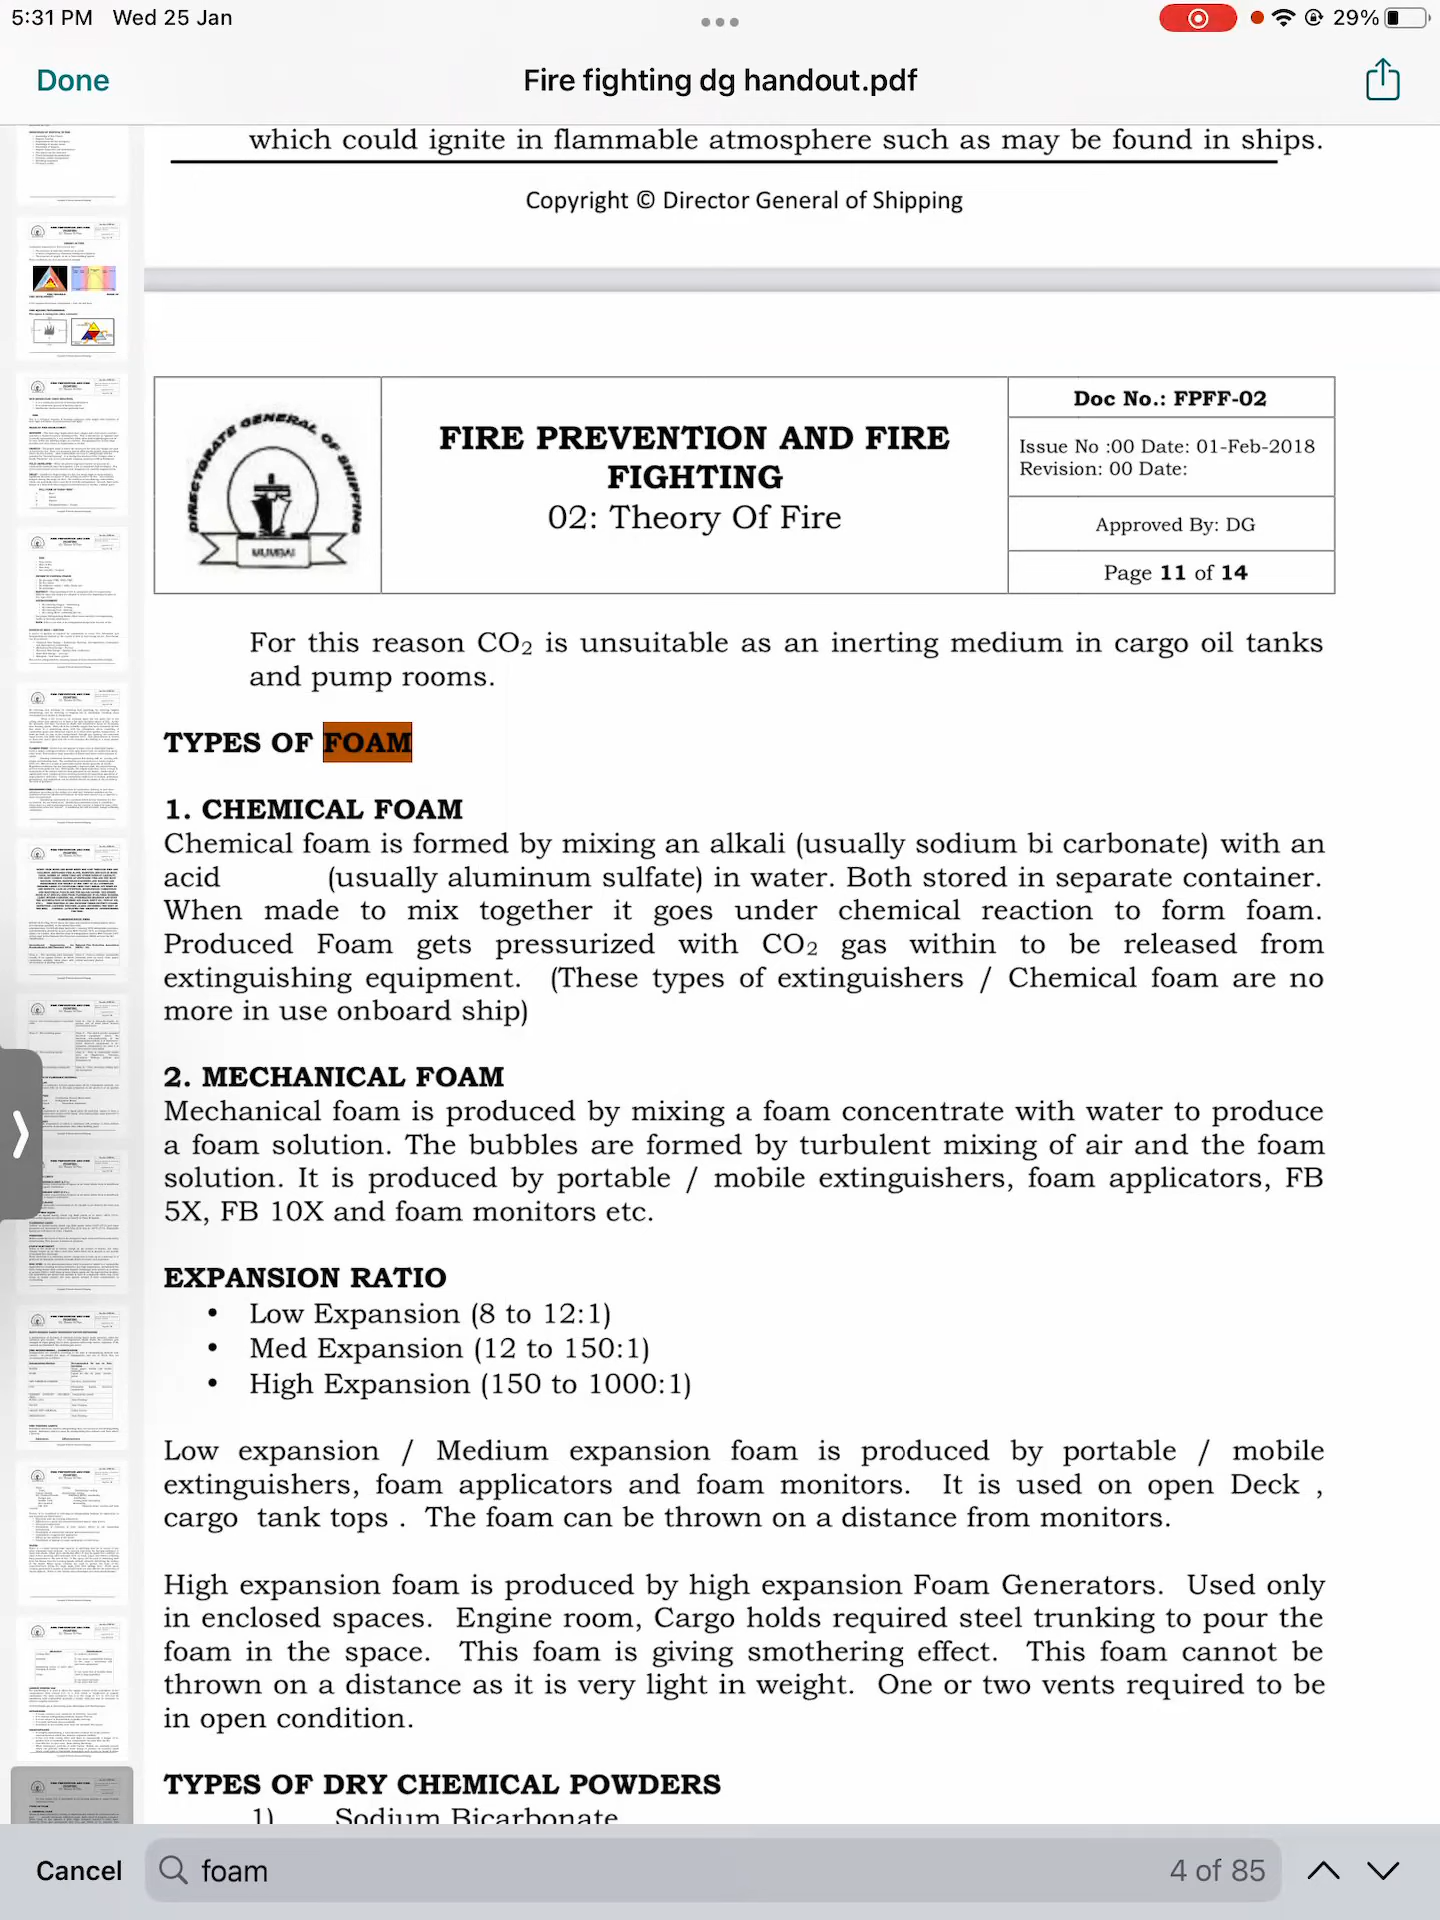 5:31 PM Wed 25 Jan
29%
Done
Fire fighting dg handout.pdf
which could ignite in flammable atmosphere such as may be found in ships.
Copyright © Director General of Shipping
DIRECTORATE GENERAL OF SHIPPING
MUMBAI
FIRE PREVENTION AND FIRE
FIGHTING
02: Theory Of Fire
Doc No.: FPFF-02
Issue No :00 Date: 01-Feb-2018
Revision: 00 Date:
Approved By: DG
Page 11 of 14
For this reason CO2 is unsuitable as an inerting medium in cargo oil tanks
and pump rooms.
TYPES OF FOAM
1. CHEMICAL FOAM
Chemical foam is formed by mixing an alkali (usually sodium bi carbonate) with an
acid (usually aluminum sulfate) in water. Both stored in separate container.
When made to mix together it goes under chemical reaction to form foam.
Produced Foam gets pressurized with CO2 gas within to be released from
extinguishing equipment. (These types of extinguishers / Chemical foam are no
more in use onboard ship)
2. MECHANICAL FOAM
Mechanical foam is produced by mixing a foam concentrate with water to produce
a foam solution. The bubbles are formed by turbulent mixing of air and the foam
solution. It is produced by portable / mobile extinguishers, foam applicators, FB
5X, FB 10X and foam monitors etc.
EXPANSION RATIO
• Low Expansion (8 to 12:1)
• Med Expansion (12 to 150:1)
• High Expansion (150 to 1000:1)
Low expansion / Medium expansion foam is produced by portable / mobile
extinguishers, foam applicators and foam monitors. It is used on open Deck ,
cargo tank tops . The foam can be thrown on a distance from monitors.
High expansion foam is produced by high expansion Foam Generators. Used only
in enclosed spaces. Engine room, Cargo holds required steel trunking to pour the
foam in the space. This foam is giving smothering effect. This foam cannot be
thrown on a distance as it is very light in weight. One or two vents required to be
in open condition.
TYPES OF DRY CHEMICAL POWDERS
1) Sodium Bicarbonate
Cancel
foam
4 of 85